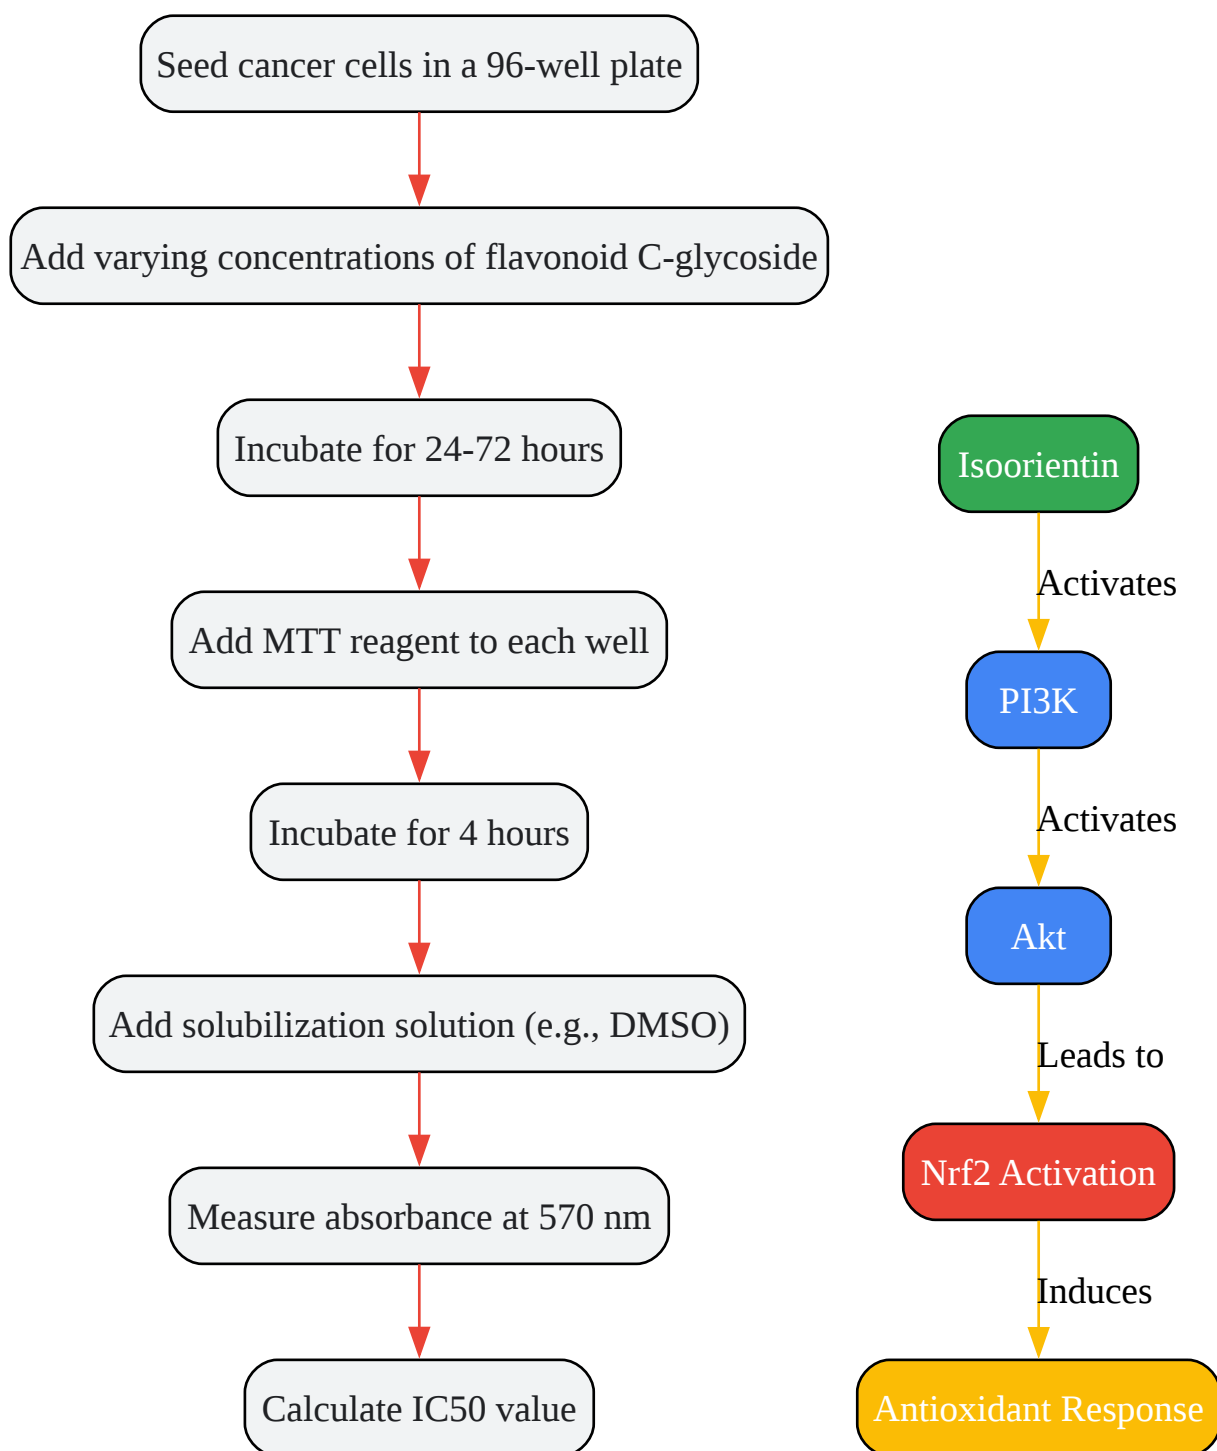 Seed cancer cells in a 96-well plate
Add varying concentrations of flavonoid C-glycoside
Incubate for 24-72 hours
Add MTT reagent to each well
Incubate for 4 hours
Add solubilization solution (e.g., DMSO)
Measure absorbance at 570 nm
Calculate IC50 value
Isoorientin
Activates
PI3K
Activates
Akt
Leads to
Nrf2 Activation
Induces
Antioxidant Response